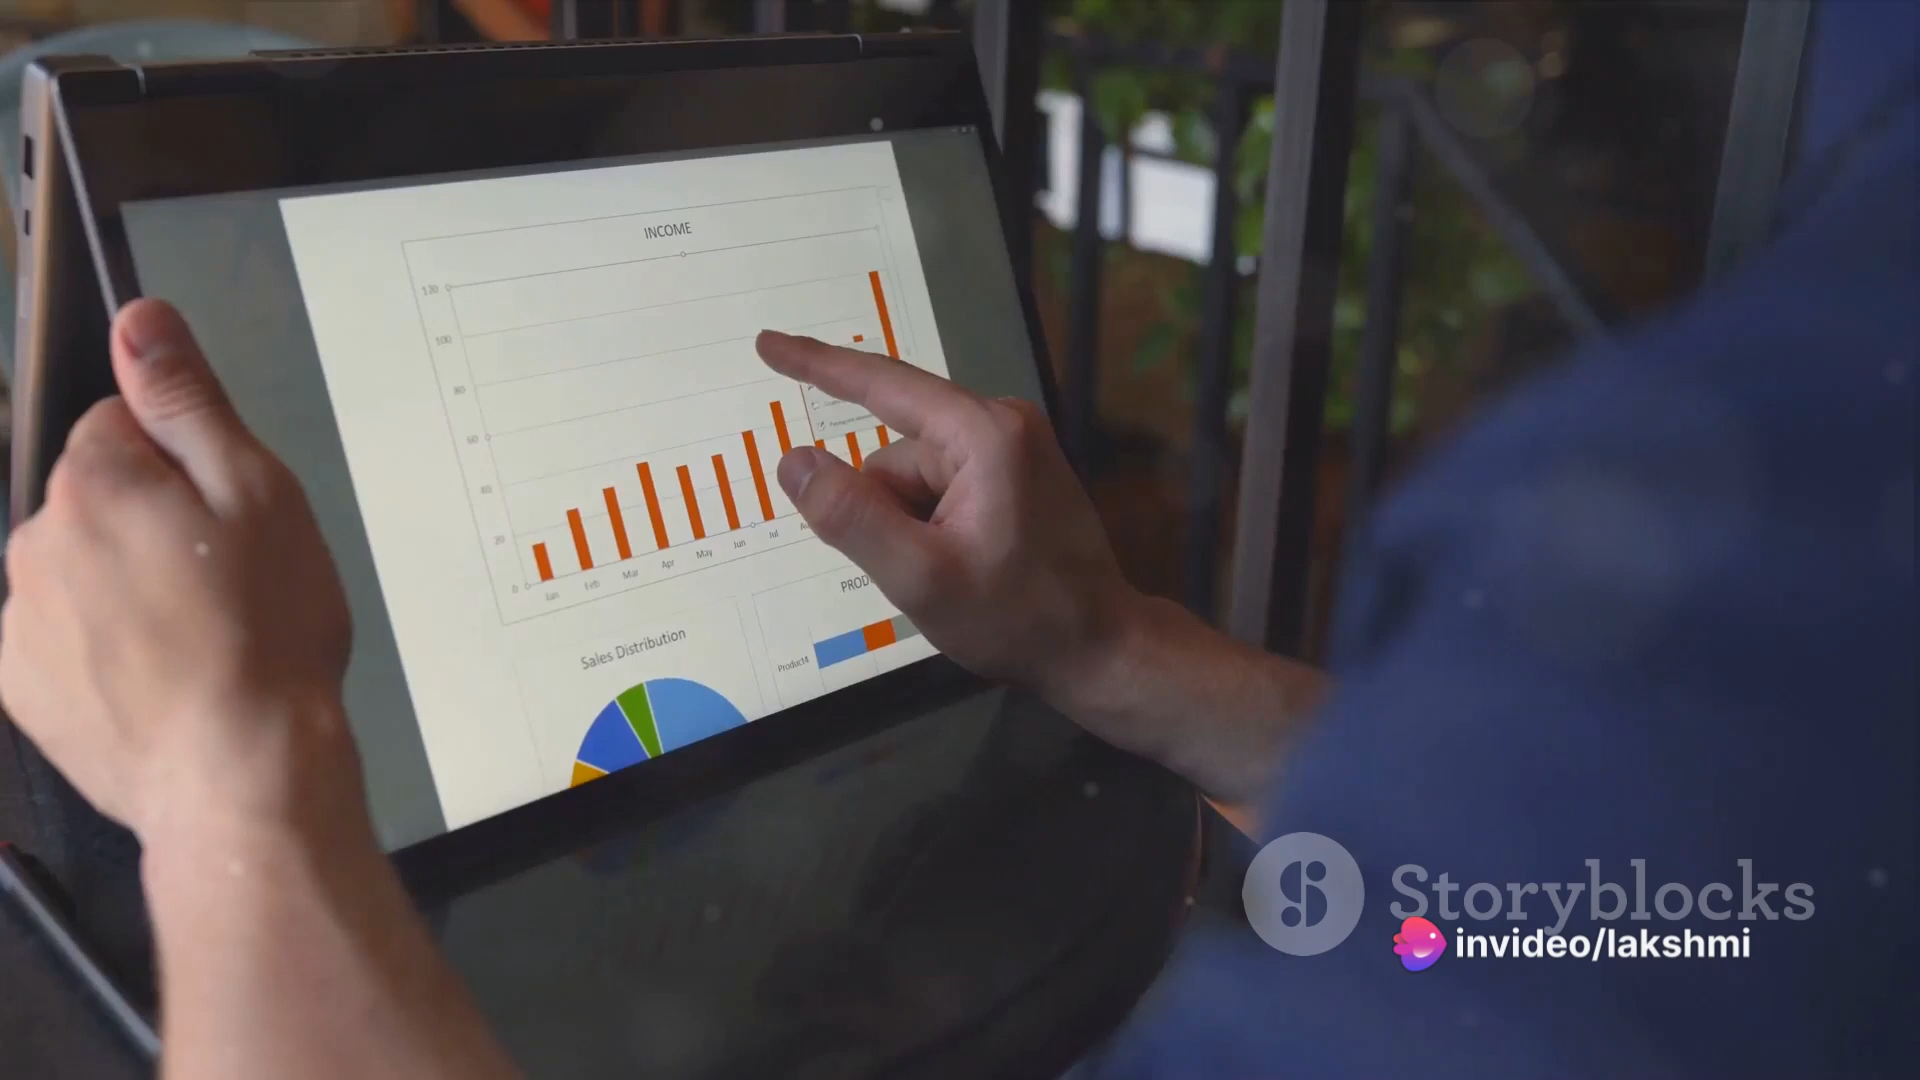 INCOME
120
100
80
60
40
20
0
Jan
Feb
Mar
Apr
May
Jun
Jul
Sales Distribution
Product4
Storyblocks
invideo/lakshmi